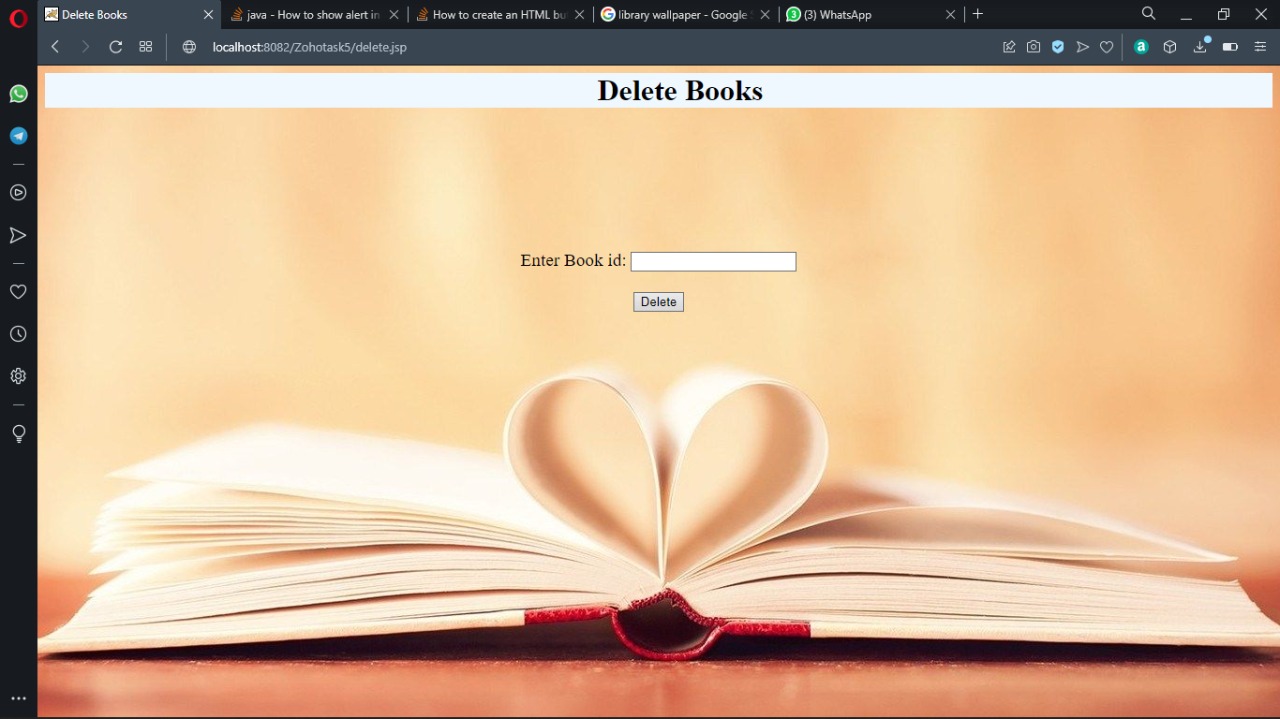 Delete Books
java - How to show alert in
How to create an HTML bu
library wallpaper - Google
3
(3) WhatsApp
localhost:8082/Zohotask5/delete.jsp
a
Delete Books
Enter Book id:
Delete